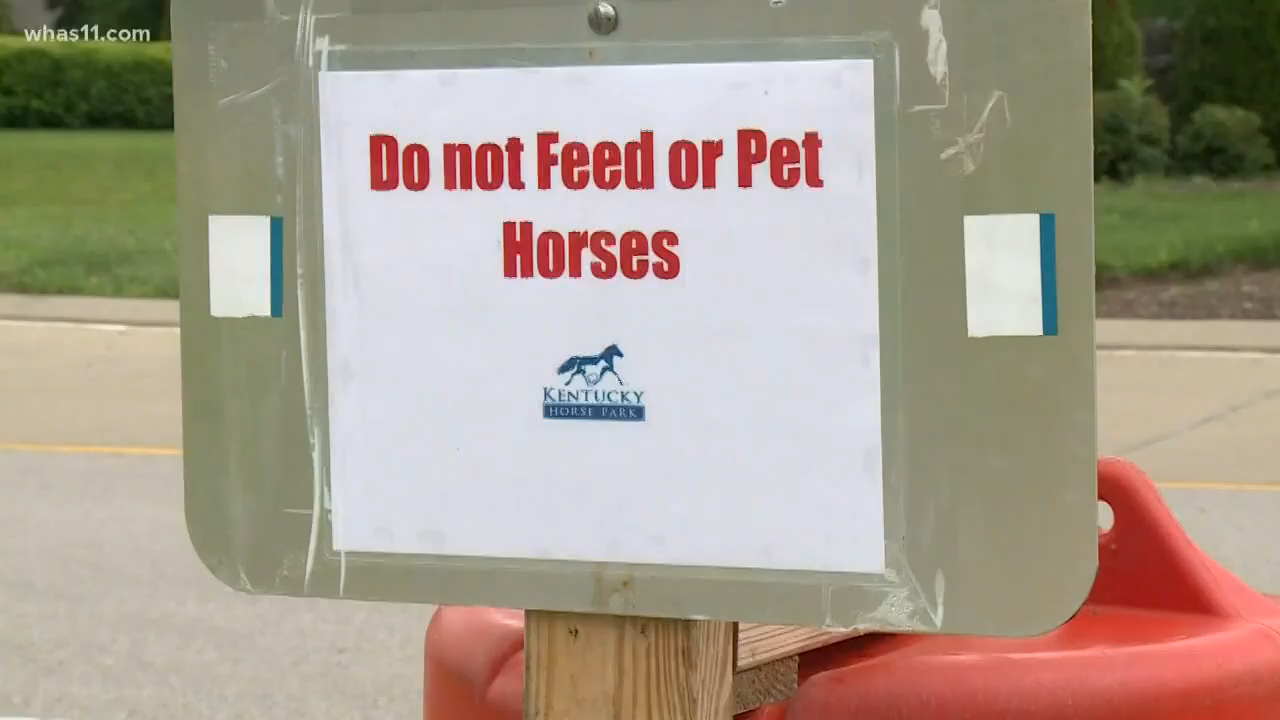 whas11.com
Do not Feed or Pet
Horses
KENTUCKY
HORSE PARK